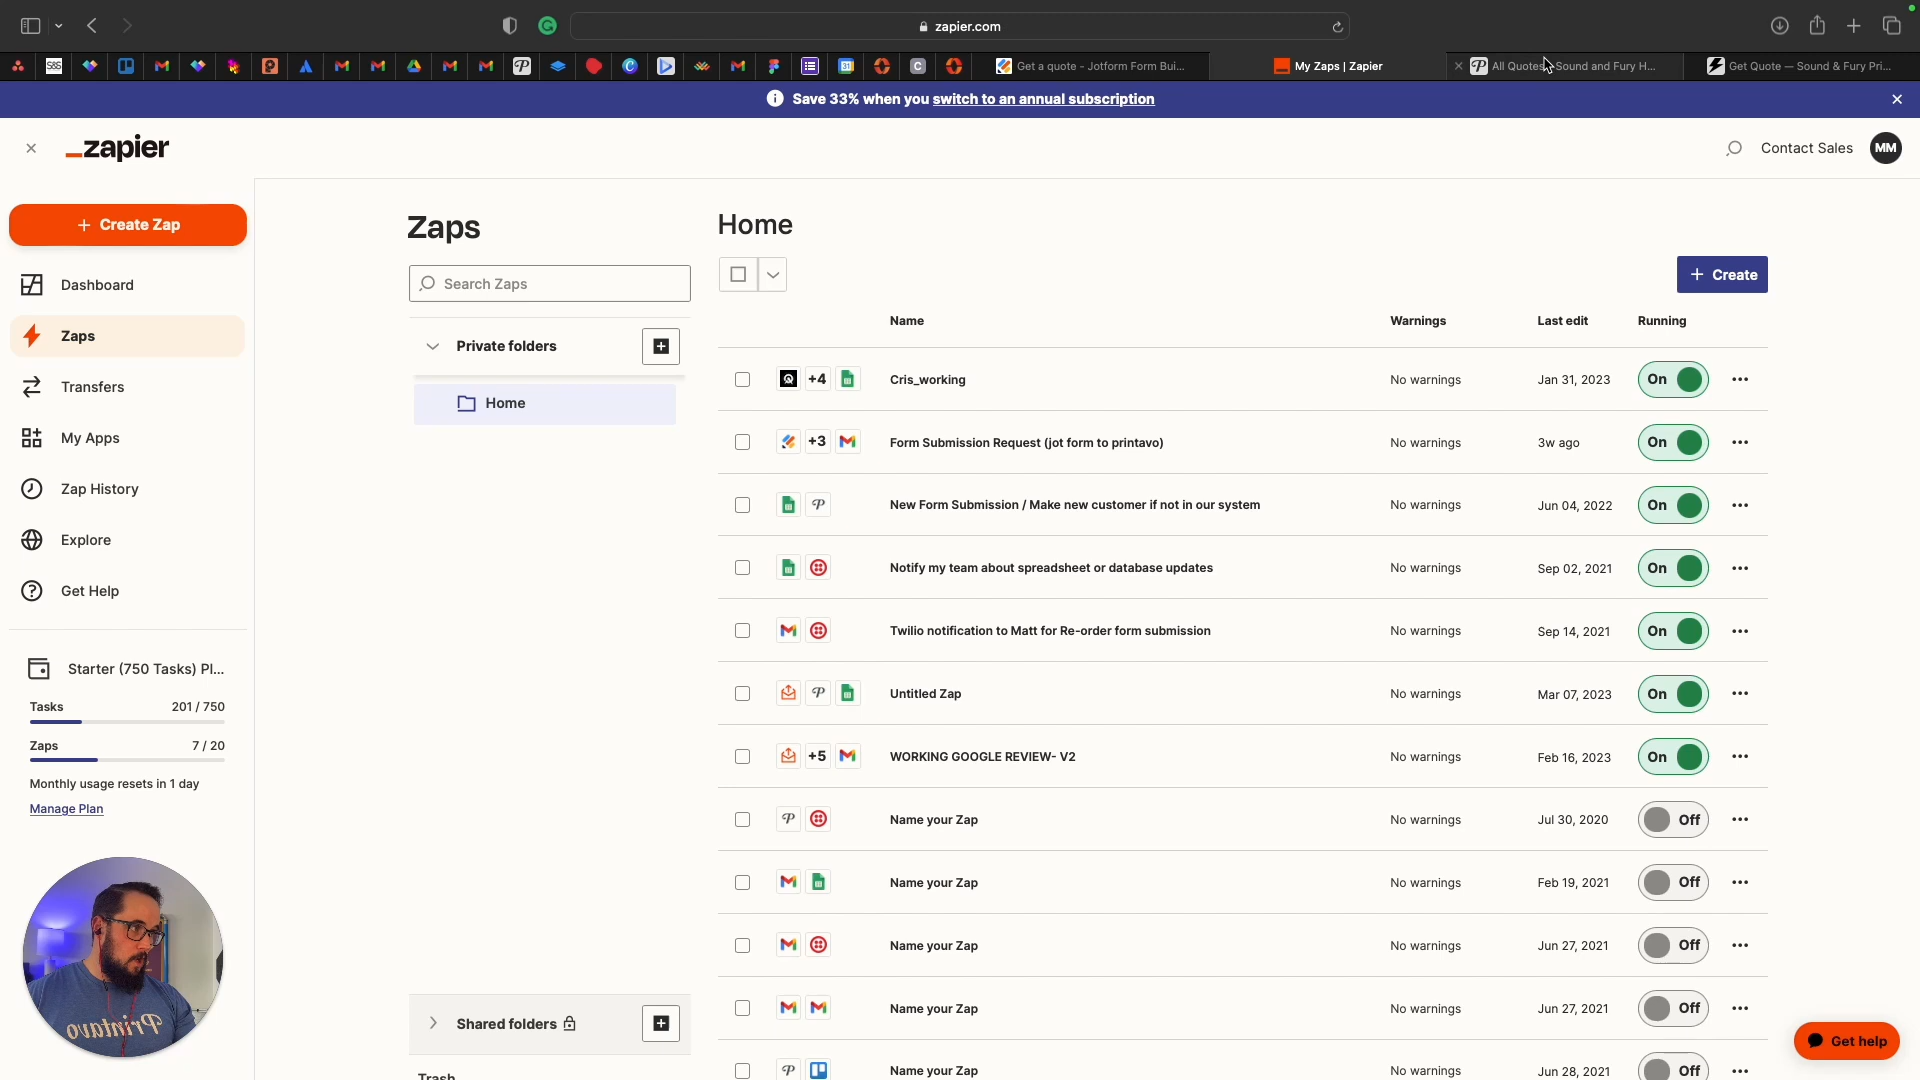 zapier.com
S&S
Get a quote - Jotform Form Bui...
My Zaps | Zapier
All Quotes Sound and Fury H...
Get Quote — Sound & Fury Pri...
Save 33% when you switch to an annual subscription
_zapier
Contact Sales
MM
+ Create Zap
Dashboard
Zaps
Transfers
My Apps
Zap History
Explore
Get Help
Starter (750 Tasks) Pl...
Tasks 201 / 750
Zaps 7 / 20
Monthly usage resets in 1 day
Manage Plan
Printavo
Zaps
Search Zaps
Private folders
Home
Shared folders
Trash
Home
+ Create
Name Warnings Last edit Running
+4 Cris_working No warnings Jan 31, 2023 On
+3 Form Submission Request (jot form to printavo) No warnings 3w ago On
New Form Submission / Make new customer if not in our system No warnings Jun 04, 2022 On
Notify my team about spreadsheet or database updates No warnings Sep 02, 2021 On
Twilio notification to Matt for Re-order form submission No warnings Sep 14, 2021 On
Untitled Zap No warnings Mar 07, 2023 On
+5 WORKING GOOGLE REVIEW- V2 No warnings Feb 16, 2023 On
Name your Zap No warnings Jul 30, 2020 Off
Name your Zap No warnings Feb 19, 2021 Off
Name your Zap No warnings Jun 27, 2021 Off
Name your Zap No warnings Jun 27, 2021 Off
Name your Zap No warnings Jun 28, 2021 Off
Get help